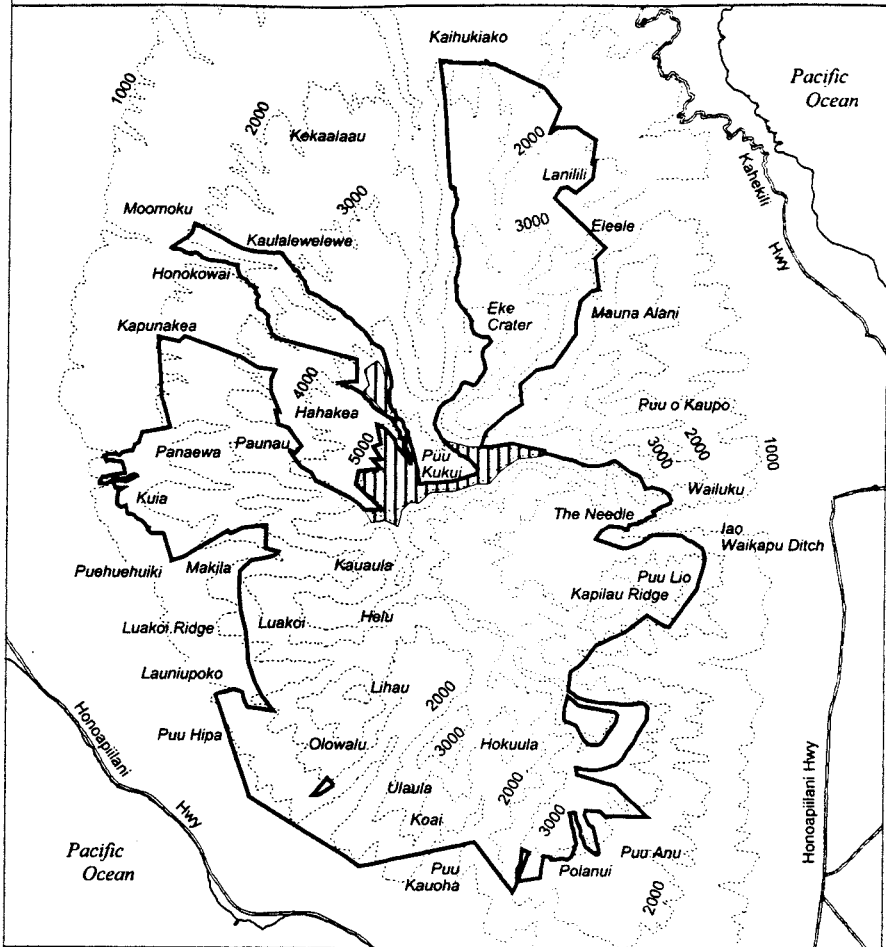 Kaihukiako
Pacific
Ocean
1000
2000
Kekaalaau
2000
Lanilili
Kahekili
Hwy
3000
3000
Moomoku
Kaulalewelewe
Eleele
Honokowai
Kapunakea
Eke
Crater
Mauna Alani
4000
Hahakea
Puu o Kaupo
Panaewa
Paunau
5000
Puu
Kukui
3000
2000
1000
Kuia
Wailuku
The Needle
Iao
Waikapu Ditch
Puehuehuiki
Makila
Kauaula
Puu Lio
Kapilau Ridge
Luakoi Ridge
Luakoi
Helu
Launiupoko
Lihau
2000
Puu Hipa
Olowalu
3000
Hokuula
Honoapiilani
Hwy
Ulaula
2000
Koai
3000
Honoapiilani Hwy
Pacific
Ocean
Puu
Kauoha
Polanui
Puu Anu
2000